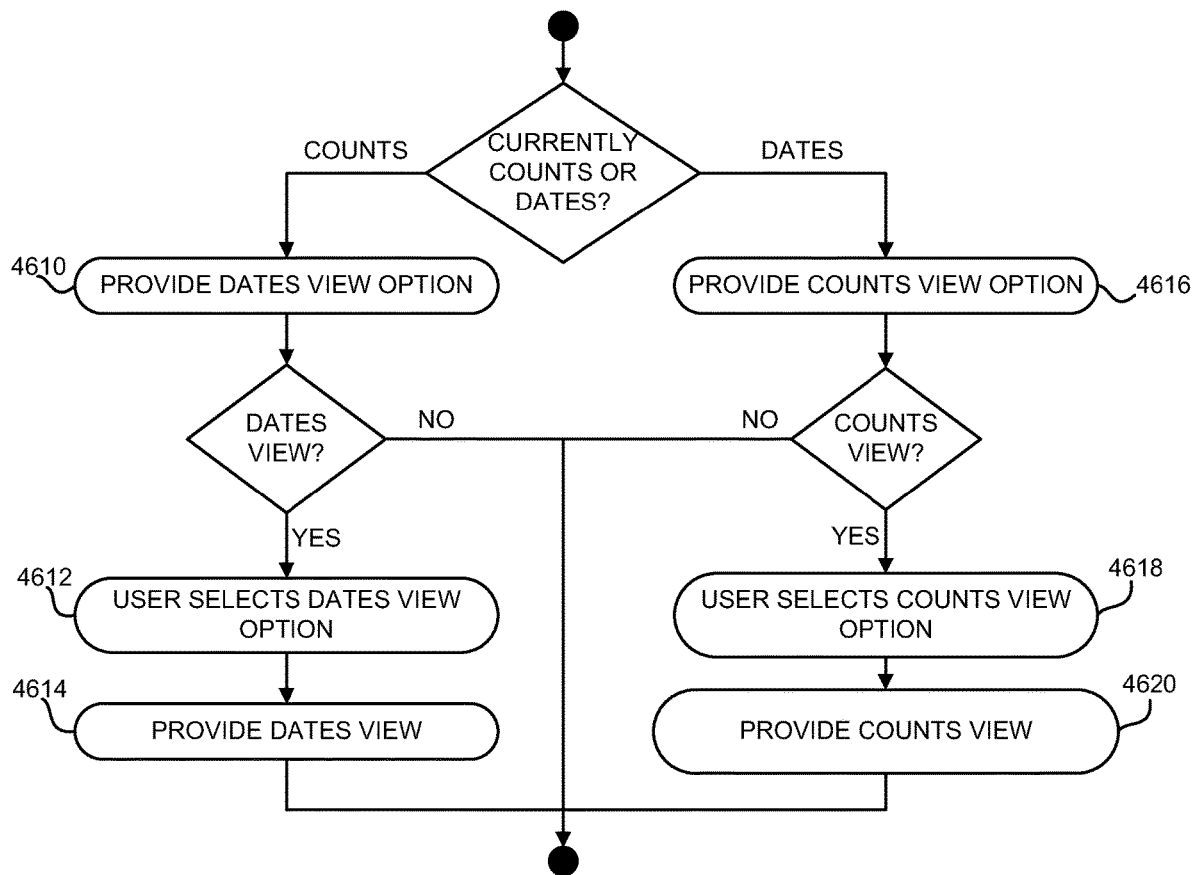 CURRENTLY
COUNTS OR
DATES?
COUNTS
DATES
4610
PROVIDE DATES VIEW OPTION
PROVIDE COUNTS VIEW OPTION
4616
DATES
VIEW?
NO
NO
COUNTS
VIEW?
YES
YES
4612
USER SELECTS DATES VIEW
OPTION
USER SELECTS COUNTS VIEW
OPTION
4618
4614
PROVIDE DATES VIEW
PROVIDE COUNTS VIEW
4620